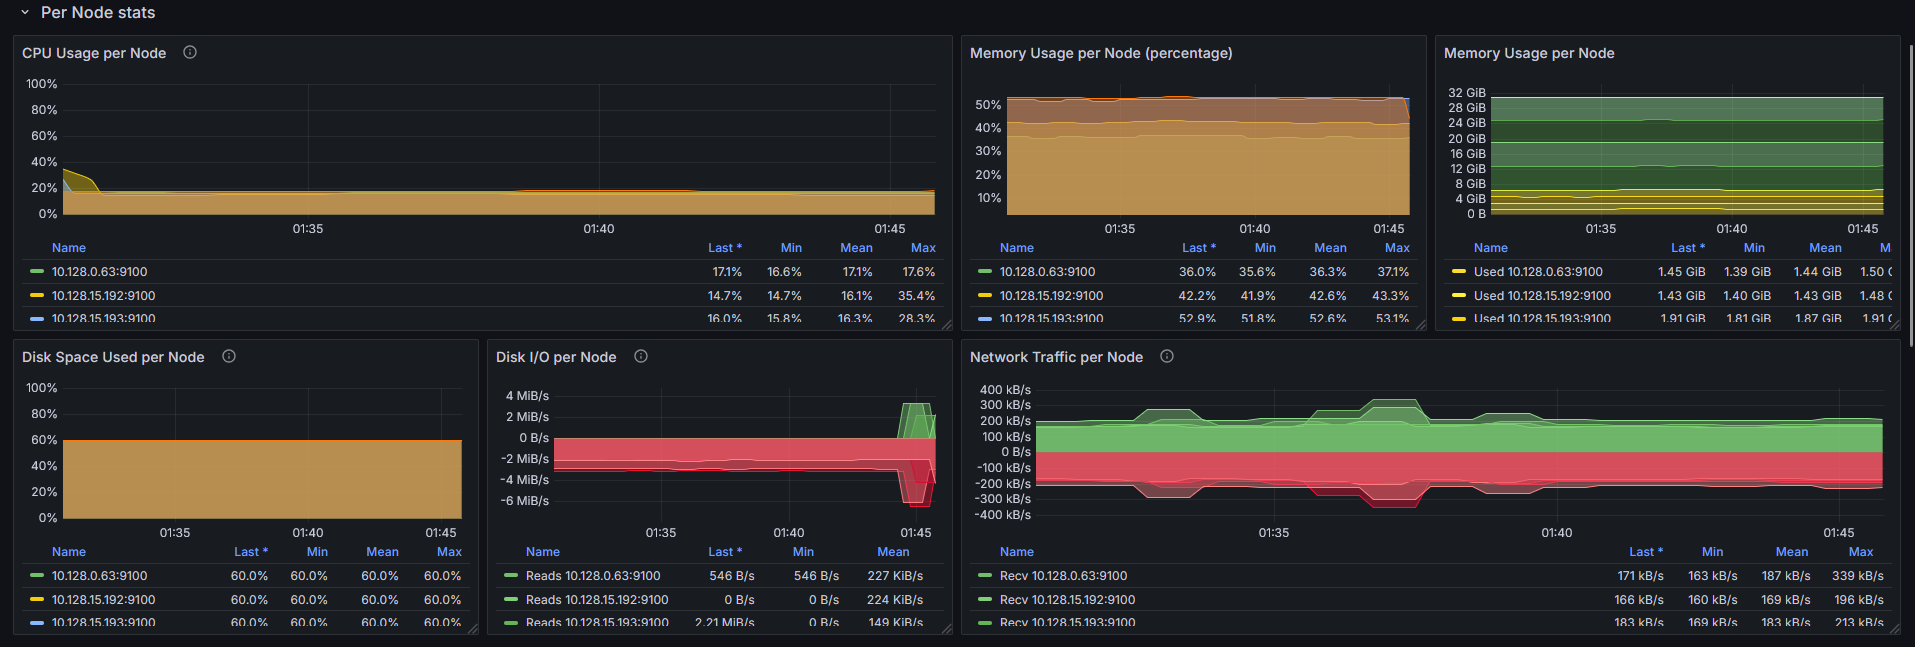 Per Node stats
CPU Usage per Node
100%
80%
60%
40%
20%
0%
01:35 01:40 01:45
Name Last * Min Mean Max
10.128.0.63:9100 17.1% 16.6% 17.1% 17.6%
10.128.15.192:9100 14.7% 14.7% 16.1% 35.4%
10.128.15.193:9100 16.0% 15.8% 16.3% 28.3%
Memory Usage per Node (percentage)
50%
40%
30%
20%
10%
01:35 01:40 01:45
Name Last * Min Mean Max
10.128.0.63:9100 36.0% 35.6% 36.3% 37.1%
10.128.15.192:9100 42.2% 41.9% 42.6% 43.3%
10.128.15.193:9100 52.9% 51.8% 52.6% 53.1%
Memory Usage per Node
32 GiB
28 GiB
24 GiB
20 GiB
16 GiB
12 GiB
8 GiB
4 GiB
0 B
01:35 01:40 01:45
Name Last * Min Mean M
Used 10.128.0.63:9100 1.45 GiB 1.39 GiB 1.44 GiB 1.50
Used 10.128.15.192:9100 1.43 GiB 1.40 GiB 1.43 GiB 1.48
Used 10.128.15.193:9100 1.91 GiB 1.81 GiB 1.87 GiB 1.91
Disk Space Used per Node
100%
80%
60%
40%
20%
0%
01:35 01:40 01:45
Name Last * Min Mean Max
10.128.0.63:9100 60.0% 60.0% 60.0% 60.0%
10.128.15.192:9100 60.0% 60.0% 60.0% 60.0%
10.128.15.193:9100 60.0% 60.0% 60.0% 60.0%
Disk I/O per Node
4 MiB/s
2 MiB/s
0 B/s
-2 MiB/s
-4 MiB/s
-6 MiB/s
01:35 01:40 01:45
Name Last * Min Mean
Reads 10.128.0.63:9100 546 B/s 546 B/s 227 KiB/s
Reads 10.128.15.192:9100 0 B/s 0 B/s 224 KiB/s
Reads 10.128.15.193:9100 2.21 MiB/s 0 B/s 149 KiB/s
Network Traffic per Node
400 kB/s
300 kB/s
200 kB/s
100 kB/s
0 B/s
-100 kB/s
-200 kB/s
-300 kB/s
-400 kB/s
01:35 01:40 01:45
Name Last * Min Mean Max
Recv 10.128.0.63:9100 171 kB/s 163 kB/s 187 kB/s 339 kB/s
Recv 10.128.15.192:9100 166 kB/s 160 kB/s 169 kB/s 196 kB/s
Recv 10.128.15.193:9100 183 kB/s 169 kB/s 183 kB/s 213 kB/s